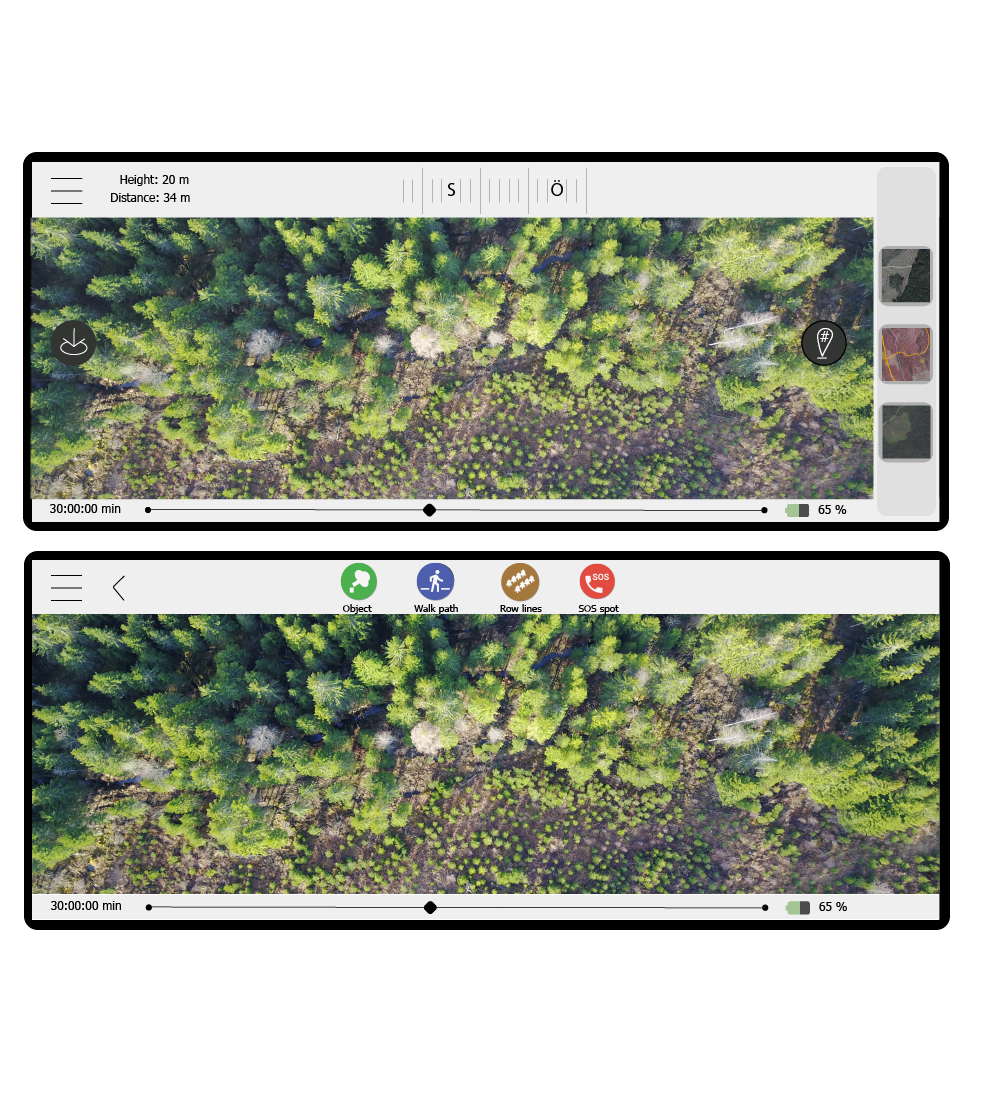 Height: 20 m
Distance: 34 m
S
Ö
#
30:00:00 min
65 %
SOS
Object
Walk path
Row lines
SOS spot
30:00:00 min
65 %